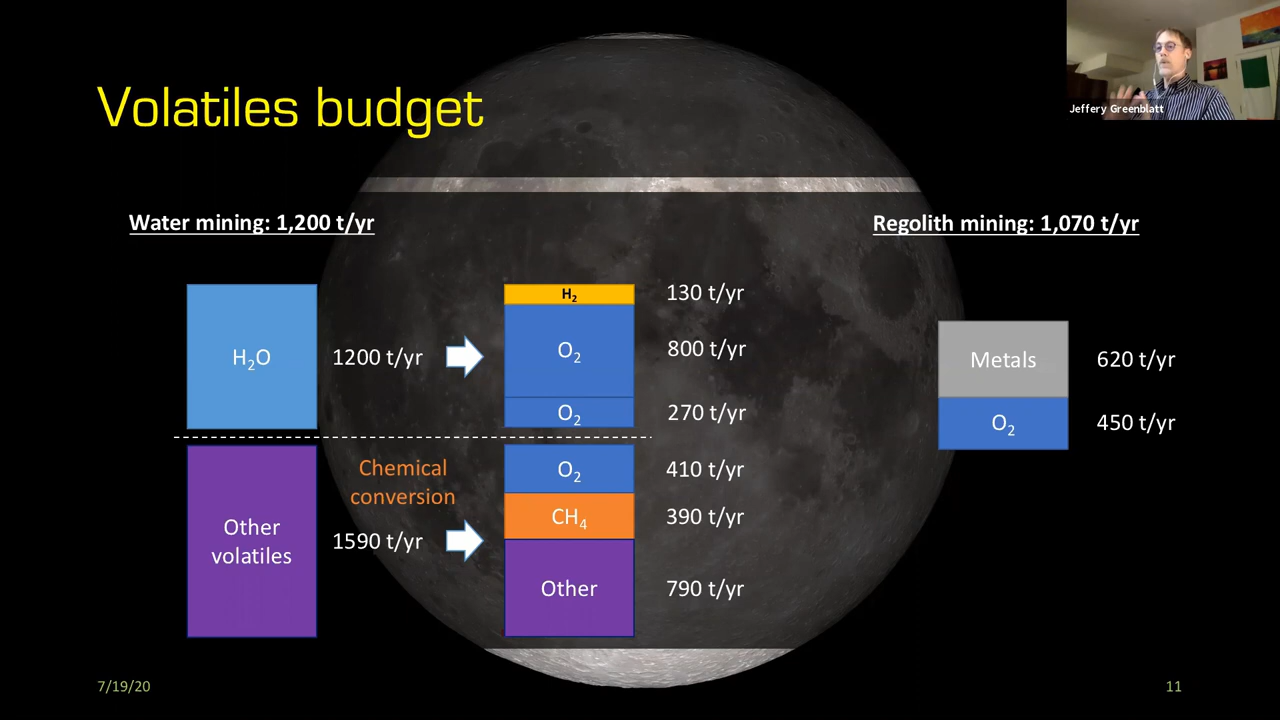 Jeffery Greenblatt
Volatiles budget
Water mining: 1,200 t/yr
Regolith mining: 1,070 t/yr
H₂O
1200 t/yr
H₂
130 t/yr
O₂
800 t/yr
O₂
270 t/yr
Metals
620 t/yr
O₂
450 t/yr
Other
volatiles
Chemical
conversion
1590 t/yr
O₂
410 t/yr
CH₄
390 t/yr
Other
790 t/yr
7/19/20
11